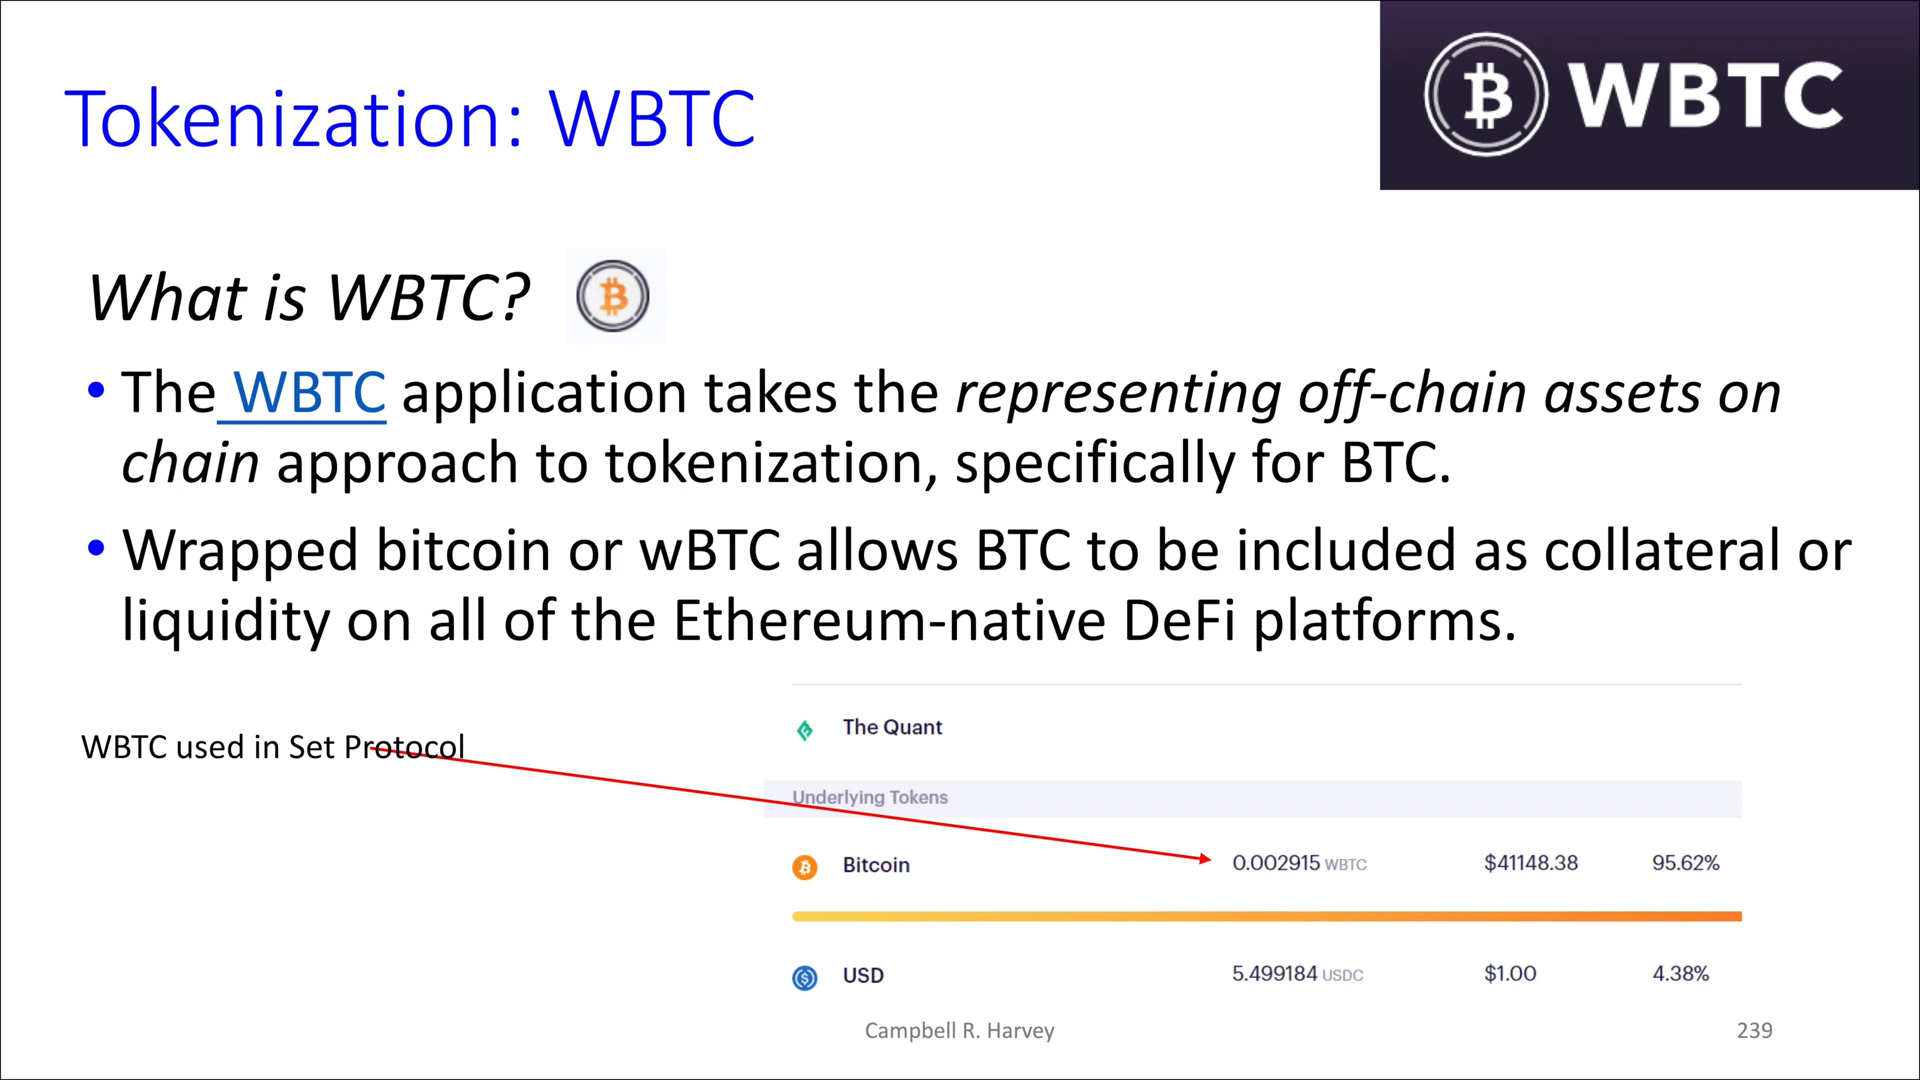 WBTC
Tokenization: WBTC
What is WBTC?
• The WBTC application takes the representing off-chain assets on
chain approach to tokenization, specifically for BTC.
• Wrapped bitcoin or wBTC allows BTC to be included as collateral or
liquidity on all of the Ethereum-native DeFi platforms.
WBTC used in Set Protocol
The Quant
Underlying Tokens
Bitcoin 0.002915 WBTC $41148.38 95.62%
USD 5.499184 USDC $1.00 4.38%
Campbell R. Harvey 239